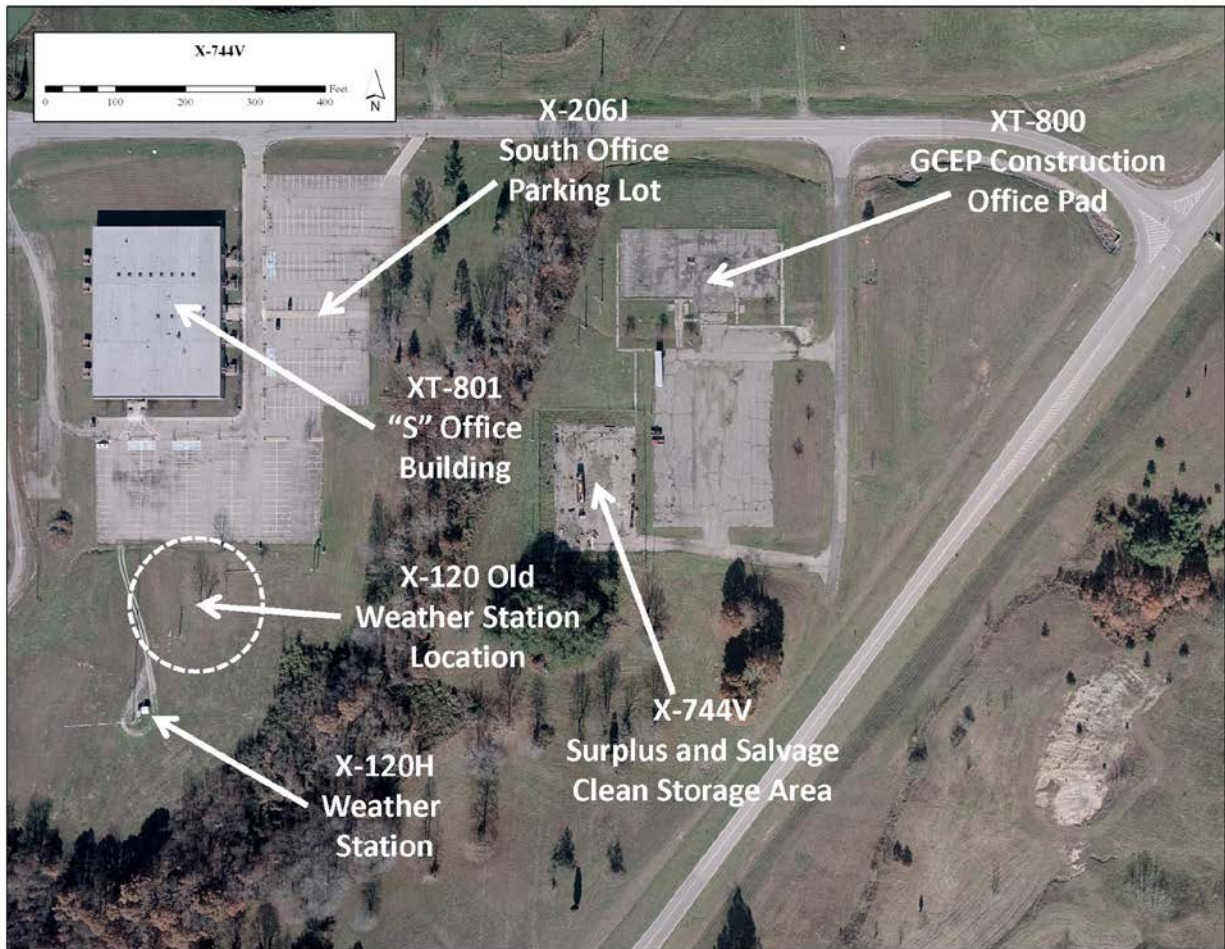 X-744V
Feet
0 100 200 300 400
N
X-206J
South Office
Parking Lot
XT-800
GCEP Construction
Office Pad
XT-801
“S” Office
Building
X-120 Old
Weather Station
Location
X-744V
Surplus and Salvage
Clean Storage Area
X-120H
Weather
Station